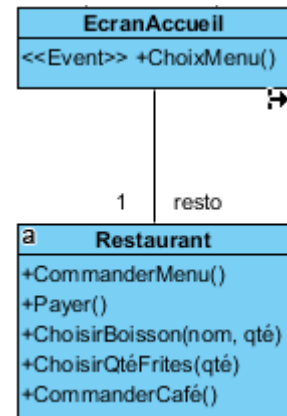 EcranAccueil
<<Event>> +ChoixMenu()
1 resto
a
Restaurant
+CommanderMenu()
+Payer()
+ChoisirBoisson(nom, qté)
+ChoisirQtéFrites(qté)
+CommanderCafé()